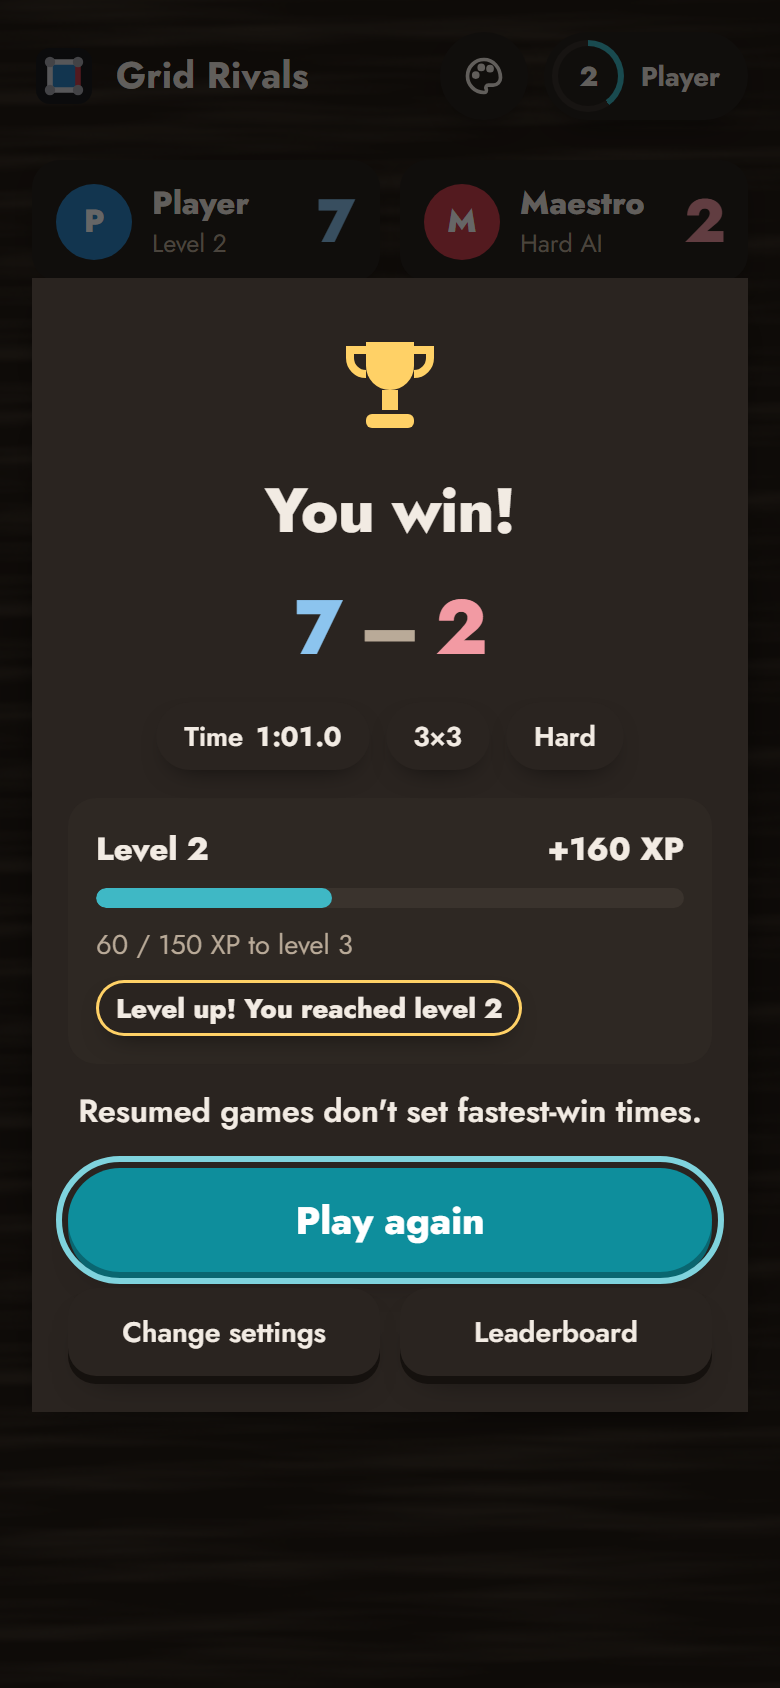 Grid Rivals
2 Player
P Player 7
Level 2
M Maestro 2
Hard AI
You win!
7 – 2
Time 1:01.0 3×3 Hard
Level 2 +160 XP
60 / 150 XP to level 3
Level up! You reached level 2
Resumed games don't set fastest-win times.
Play again
Change settings Leaderboard